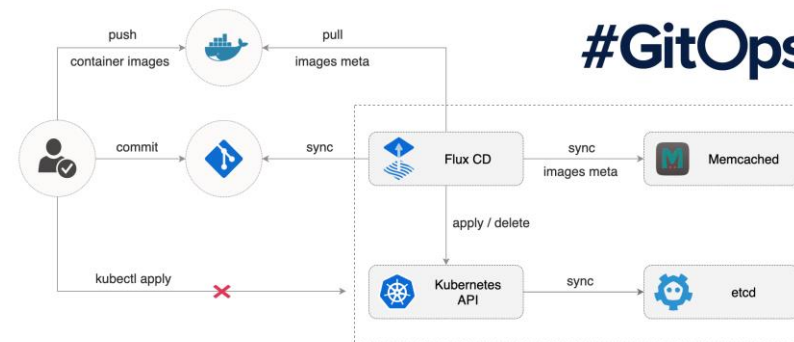 #GitOps
push
container images
pull
images meta
commit
sync
Flux CD
sync
images meta
Memcached
apply / delete
kubectl apply
Kubernetes
API
sync
etcd